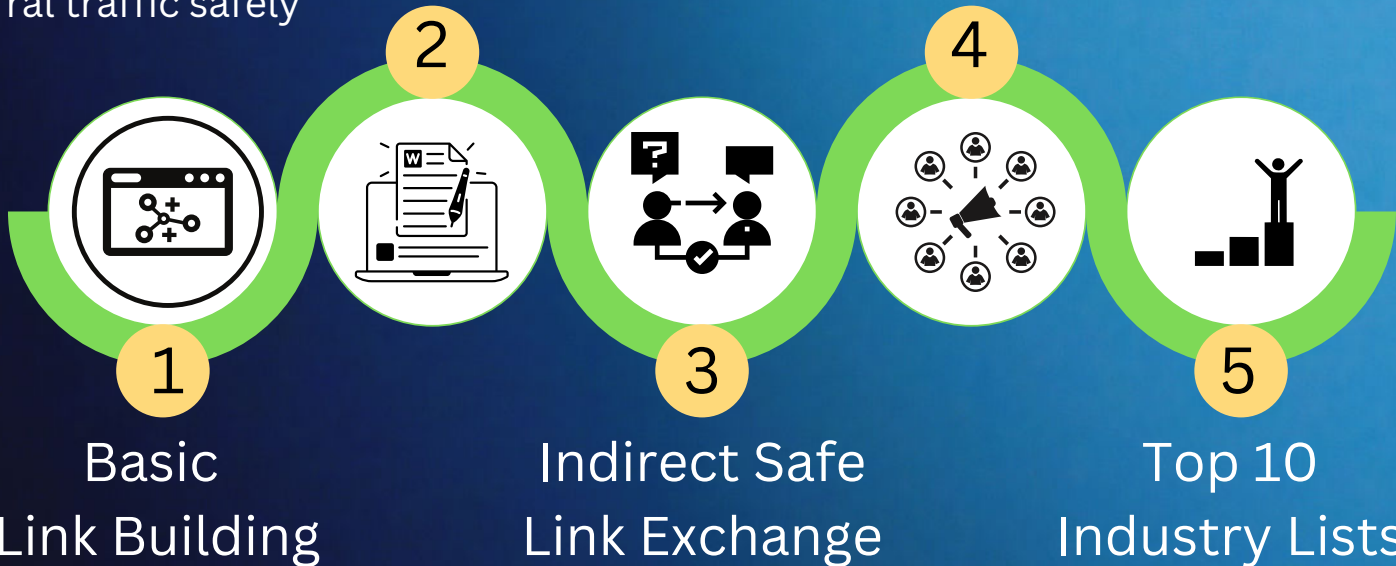 ral traffic safely
2
4
W
?
1
3
5
Basic
Link Building
Indirect Safe
Link Exchange
Top 10
Industry Lists